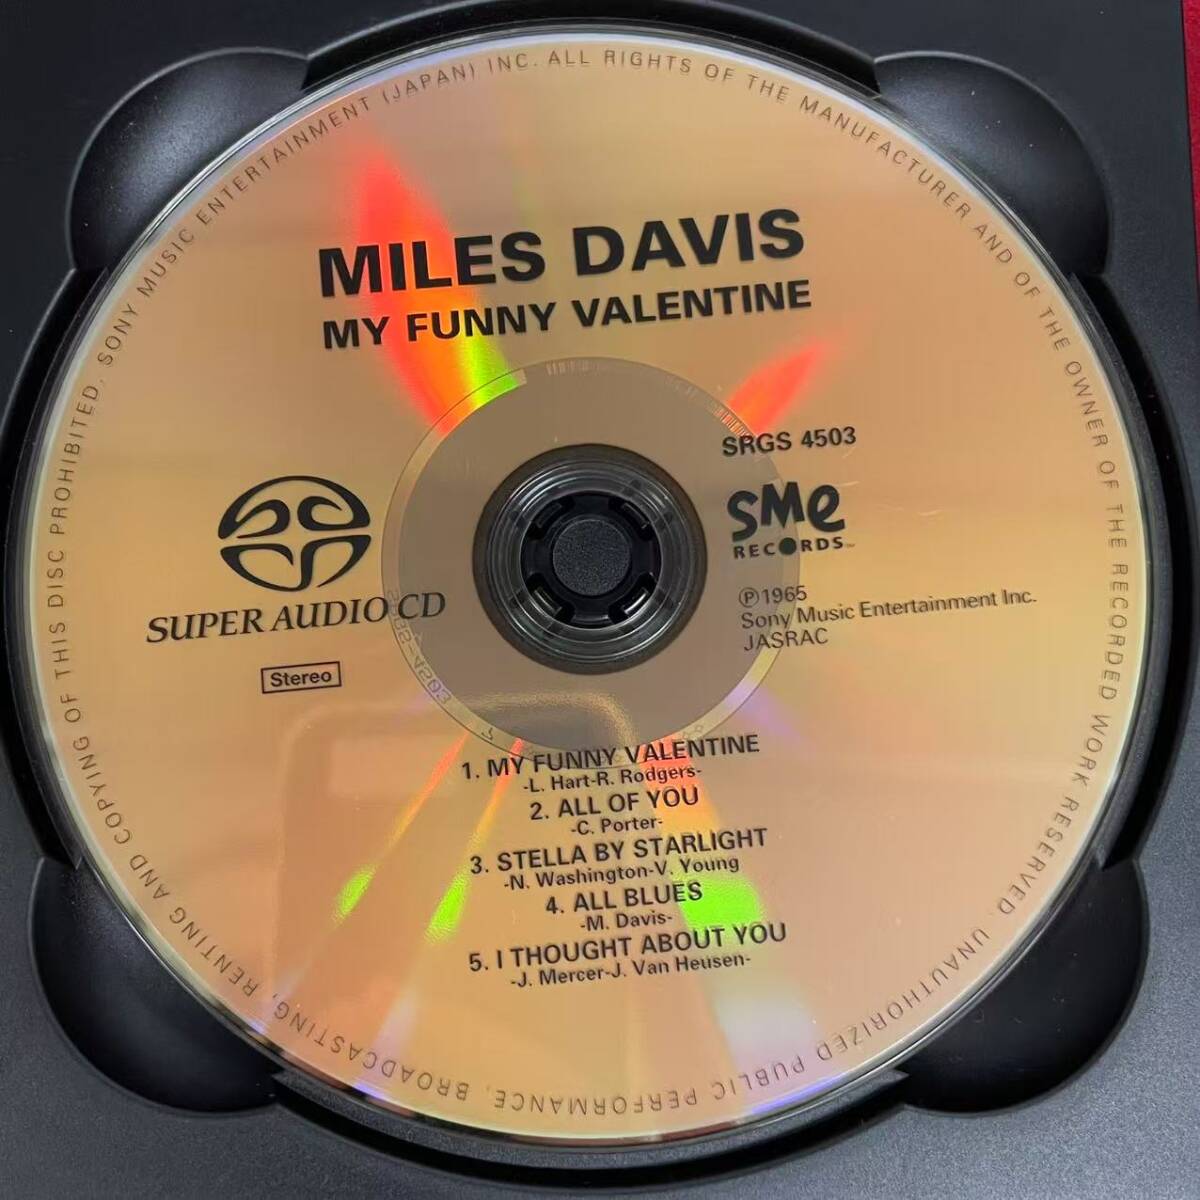 ALL RIGHTS OF THE MANUFACTURER AND OF THE OWNER OF THE RECORDED WORK RESERVED. UNAUTHORIZED PUBLIC PERFORMANCE, BROADCASTING, RENTING AND COPYING OF THIS DISC PROHIBITED. SONY MUSIC ENTERTAINMENT (JAPAN) INC.
MILES DAVIS
MY FUNNY VALENTINE
SRGS 4503
SMe
RECORDS™
SUPER AUDIO CD
Stereo
℗1965
Sony Music Entertainment Inc.
JASRAC
1. MY FUNNY VALENTINE
-L. Hart-R. Rodgers-
2. ALL OF YOU
-C. Porter-
3. STELLA BY STARLIGHT
-N. Washington-V. Young
4. ALL BLUES
-M. Davis-
5. I THOUGHT ABOUT YOU
-J. Mercer-J. Van Heusen-